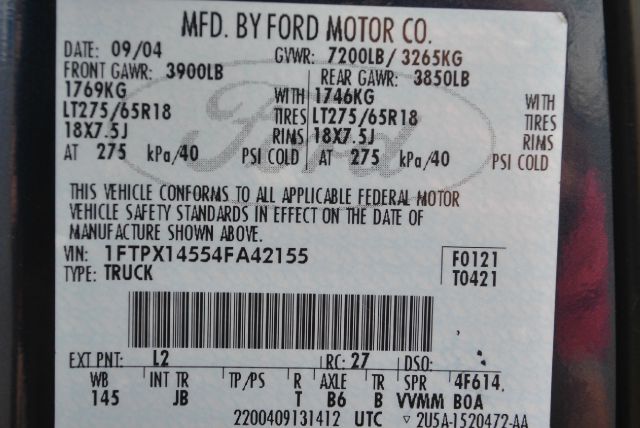 MFD. BY FORD MOTOR CO.
DATE: 09/04 GVWR: 7200LB/ 3265KG
FRONT GAWR: 3900LB REAR GAWR: 3850LB
1769KG WITH 1746KG WITH
LT275/65R18 TIRES LT275/65R18 TIRES
18X7.5J RIMS 18X7.5J RIMS
AT 275 kPa/40 PSI COLD AT 275 kPa/40 PSI COLD
Ford
THIS VEHICLE CONFORMS TO ALL APPLICABLE FEDERAL MOTOR
VEHICLE SAFETY STANDARDS IN EFFECT ON THE DATE OF
MANUFACTURE SHOWN ABOVE.
VIN: 1FTPX14554FA42155 F0121
TYPE: TRUCK T0421
EXT PNT: L2 RC: 27 DSO:
WB INT TR TP/PS R AXLE TR SPR 4F614
145 JB T B6 B VVMM BOA
2200409131412 UTC ▽ 2U5A-1520472-AA